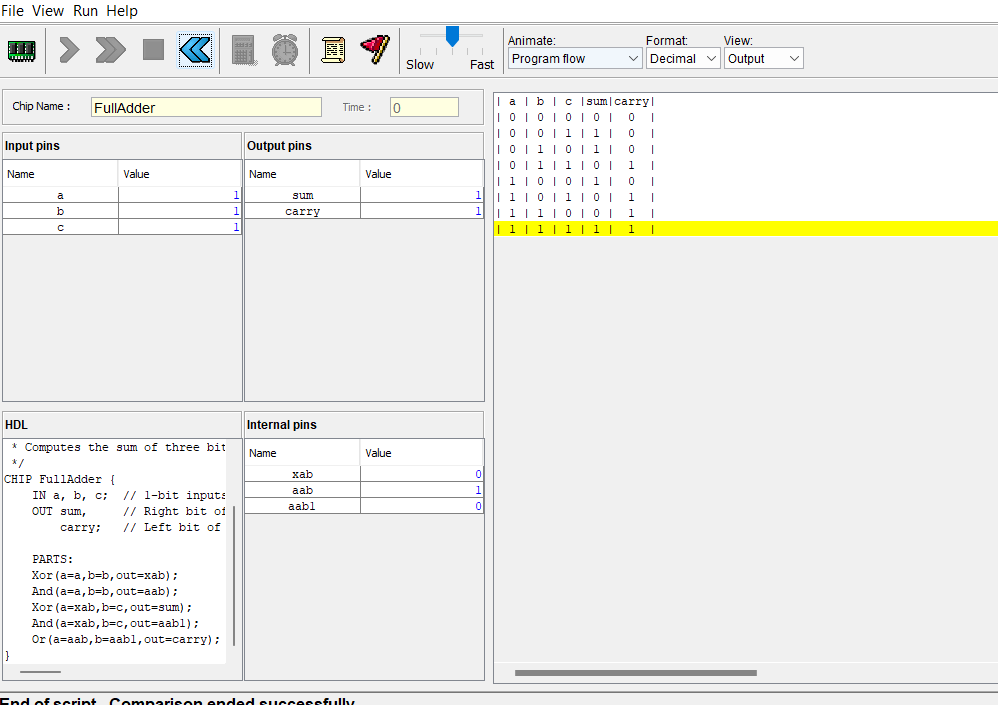 File View Run Help
Animate: Format: View:
Slow Fast Program flow Decimal Output
Chip Name : FullAdder Time : 0
Input pins
Name Value
a 1
b 1
c 1
Output pins
Name Value
sum 1
carry 1
HDL
* Computes the sum of three bit
*/
CHIP FullAdder {
IN a, b, c; // 1-bit inputs
OUT sum, // Right bit of
carry; // Left bit of
PARTS:
Xor(a=a,b=b,out=xab);
And(a=a,b=b,out=aab);
Xor(a=xab,b=c,out=sum);
And(a=xab,b=c,out=aab1);
Or(a=aab,b=aab1,out=carry);
}
Internal pins
Name Value
xab 0
aab 1
aab1 0
| a | b | c |sum|carry|
| 0 | 0 | 0 | 0 | 0 |
| 0 | 0 | 1 | 1 | 0 |
| 0 | 1 | 0 | 1 | 0 |
| 0 | 1 | 1 | 0 | 1 |
| 1 | 0 | 0 | 1 | 0 |
| 1 | 0 | 1 | 0 | 1 |
| 1 | 1 | 0 | 0 | 1 |
| 1 | 1 | 1 | 1 | 1 |
End of script - Comparison ended successfully